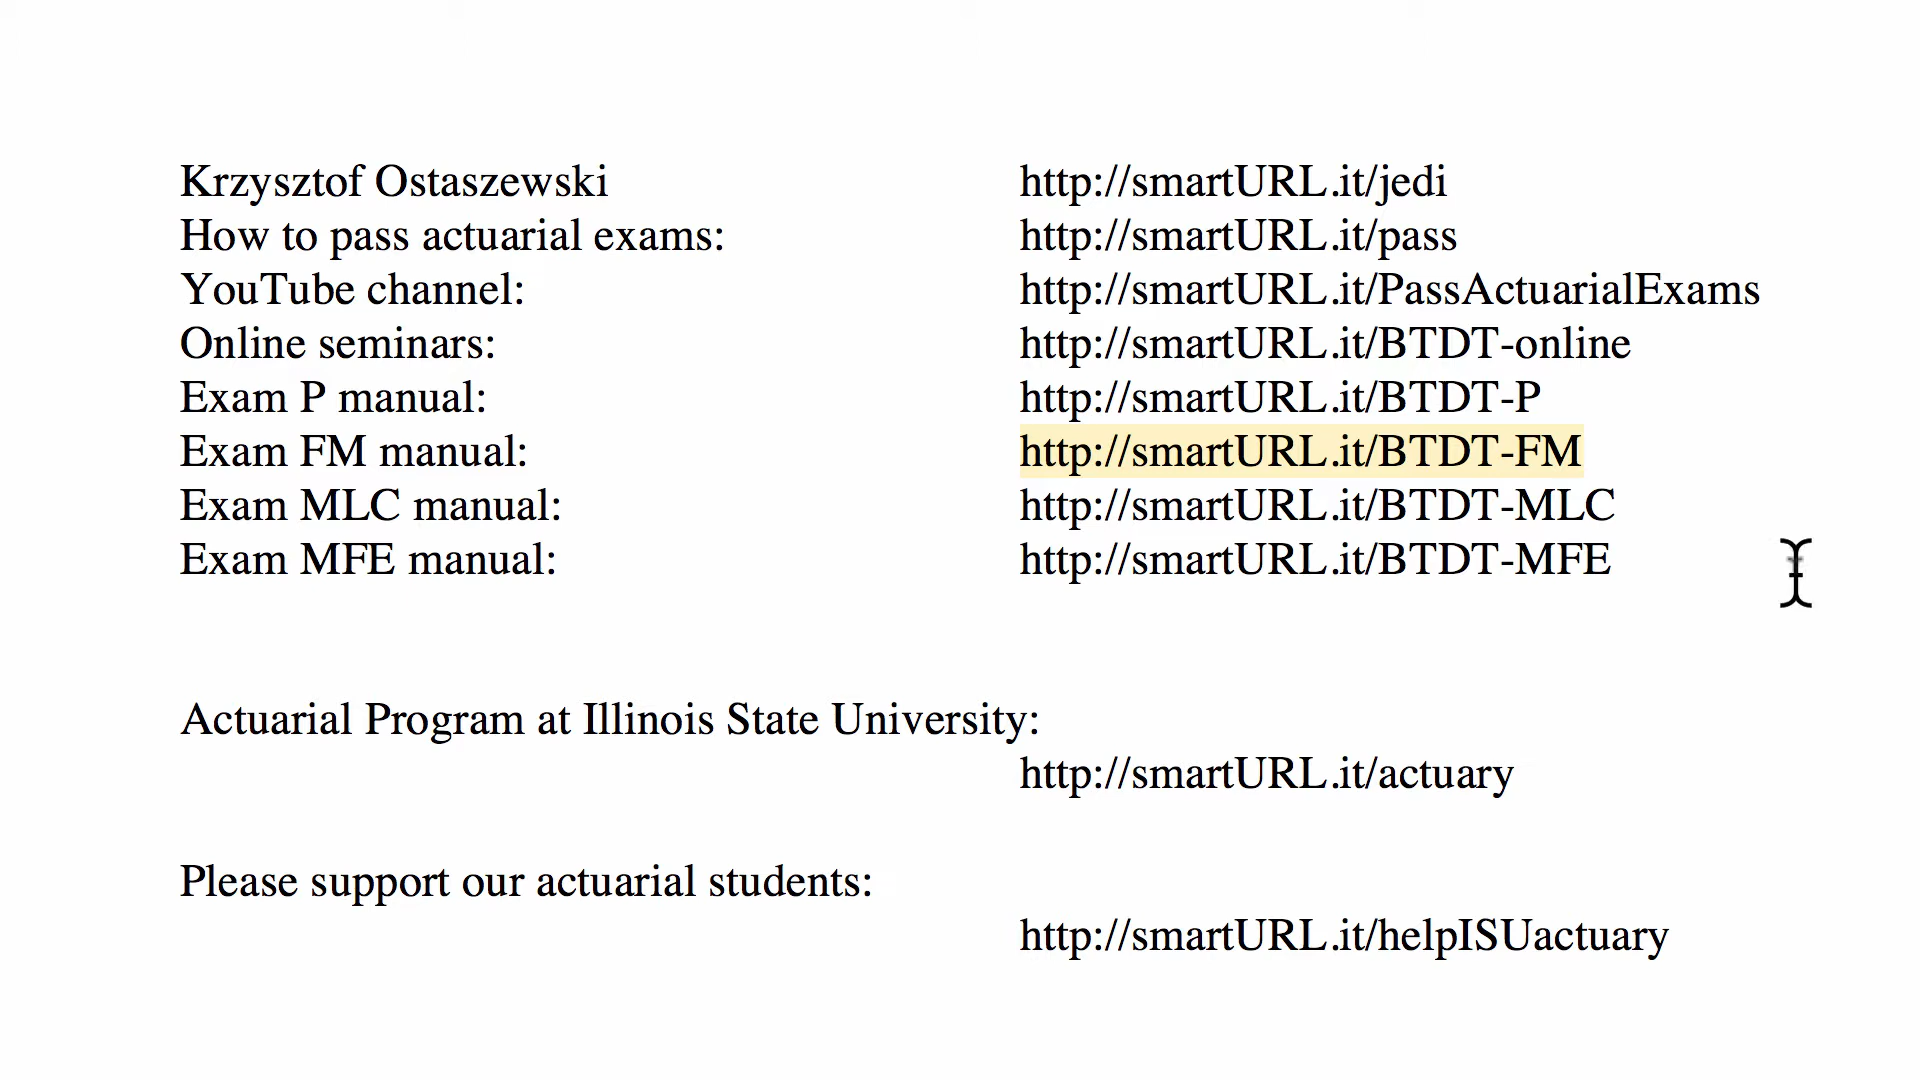 Krzysztof Ostaszewski http://smartURL.it/jedi
How to pass actuarial exams: http://smartURL.it/pass
YouTube channel: http://smartURL.it/PassActuarialExams
Online seminars: http://smartURL.it/BTDT-online
Exam P manual: http://smartURL.it/BTDT-P
Exam FM manual: http://smartURL.it/BTDT-FM
Exam MLC manual: http://smartURL.it/BTDT-MLC
Exam MFE manual: http://smartURL.it/BTDT-MFE
Actuarial Program at Illinois State University:
http://smartURL.it/actuary
Please support our actuarial students:
http://smartURL.it/helpISUactuary